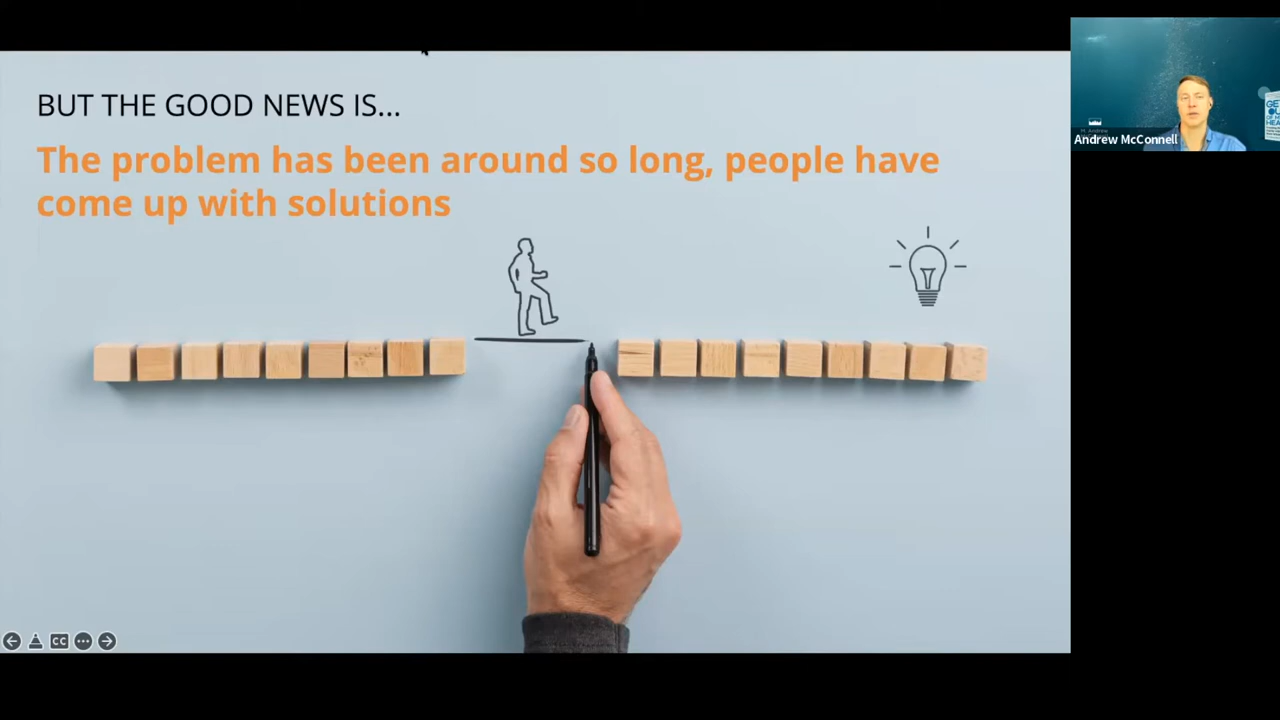 BUT THE GOOD NEWS IS...
The problem has been around so long, people have
come up with solutions
Andrew McConnell
CC